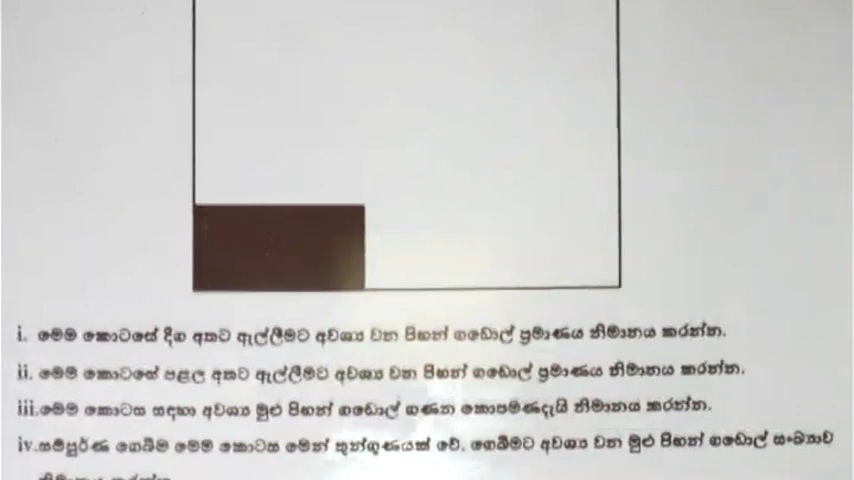 i. මෙම කොටසේ දිග අතට ඇල්ලීමට අවශ්‍ය වන පිඟන් ගඩොල් ප්‍රමාණය නිමානය කරන්න.
ii. මෙම කොටසේ පළල අතට ඇල්ලීමට අවශ්‍ය වන පිඟන් ගඩොල් ප්‍රමාණය නිමානය කරන්න.
iii.මෙම කොටස සඳහා අවශ්‍ය මුළු පිඟන් ගඩොල් ගණන කොපමණදැයි නිමානය කරන්න.
iv.සම්පූර්ණ ගෙබිම මෙම කොටස මෙන් තුන්ගුණයක් වේ. ගෙබිමට අවශ්‍ය වන මුළු පිඟන් ගඩොල් සංඛ්‍යාව